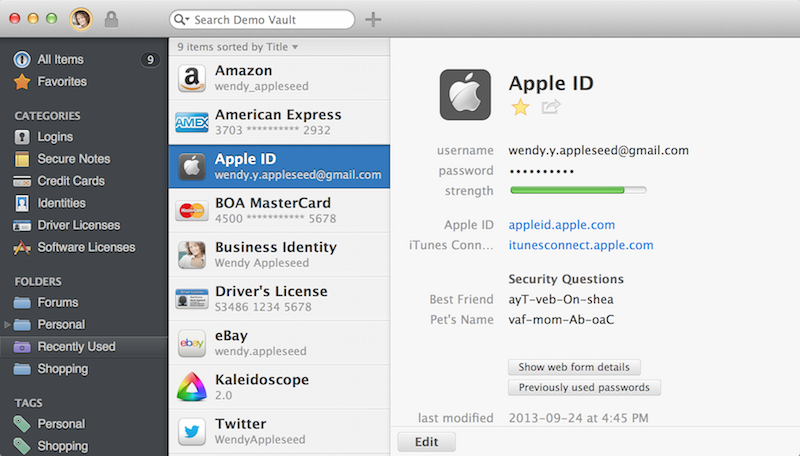 Search Demo Vault
All Items 9
Favorites
CATEGORIES
Logins
Secure Notes
Credit Cards
Identities
Driver Licenses
Software Licenses
FOLDERS
Forums
Personal
Recently Used
Shopping
TAGS
Personal
Shopping
9 items sorted by Title
Amazon
wendy_appleseed
American Express
3703 ********** 2932
Apple ID
wendy.y.appleseed@gmail.com
BOA MasterCard
4500 *********** 5678
Business Identity
Wendy Appleseed
Driver's License
S3486 1234 5678
eBay
wendy.appleseed
Kaleidoscope
2.0
Twitter
WendyAppleseed
Apple ID
username wendy.y.appleseed@gmail.com
password ••••••••••
strength
Apple ID appleid.apple.com
iTunes Conn... itunesconnect.apple.com
Security Questions
Best Friend ayT-veb-On-shea
Pet's Name vaf-mom-Ab-oaC
Show web form details
Previously used passwords
last modified 2013-09-24 at 4:45 PM
Edit